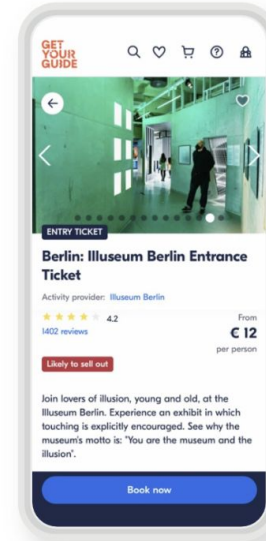 GET
YOUR
GUIDE
ENTRY TICKET
Berlin: Illuseum Berlin Entrance
Ticket
Activity provider: Illuseum Berlin
4.2
1402 reviews
From
€ 12
per person
Likely to sell out
Join lovers of illusion, young and old, at the
Illuseum Berlin. Experience an exhibit in which
touching is explicitly encouraged. See why the
museum's motto is: "You are the museum and the
illusion".
Book now